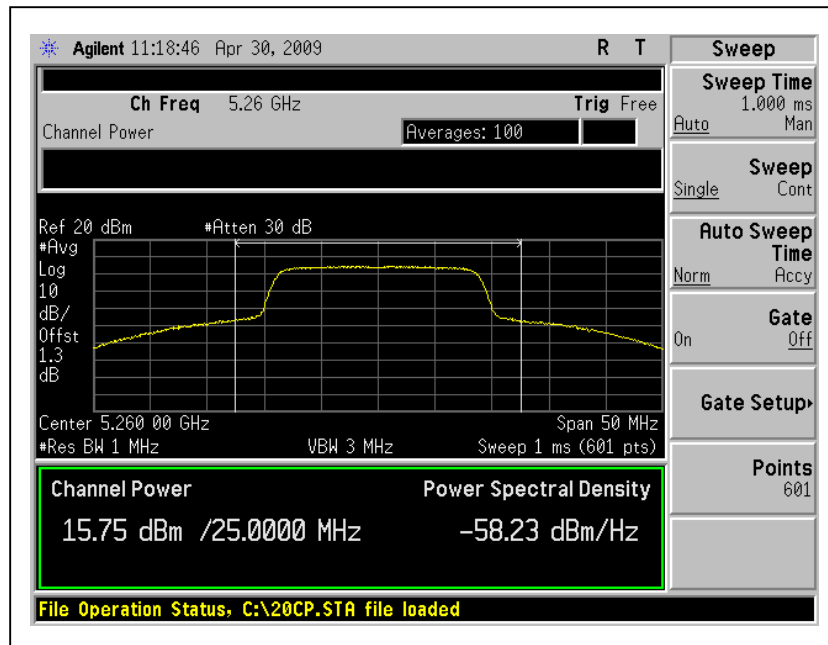 Agilent 11:18:46 Apr 30, 2009 R T
Ch Freq 5.26 GHz Trig Free
Channel Power Averages: 100
Ref 20 dBm #Atten 30 dB
#Avg
Log
10
dB/
Offst
1.3
dB
Center 5.260 00 GHz Span 50 MHz
#Res BW 1 MHz VBW 3 MHz Sweep 1 ms (601 pts)
Channel Power Power Spectral Density
15.75 dBm /25.0000 MHz -58.23 dBm/Hz
File Operation Status, C:\20CP.STA file loaded
Sweep
Sweep Time
1.000 ms
Auto Man
Sweep
Single Cont
Auto Sweep
Time
Norm Accy
Gate
On Off
Gate Setup
Points
601